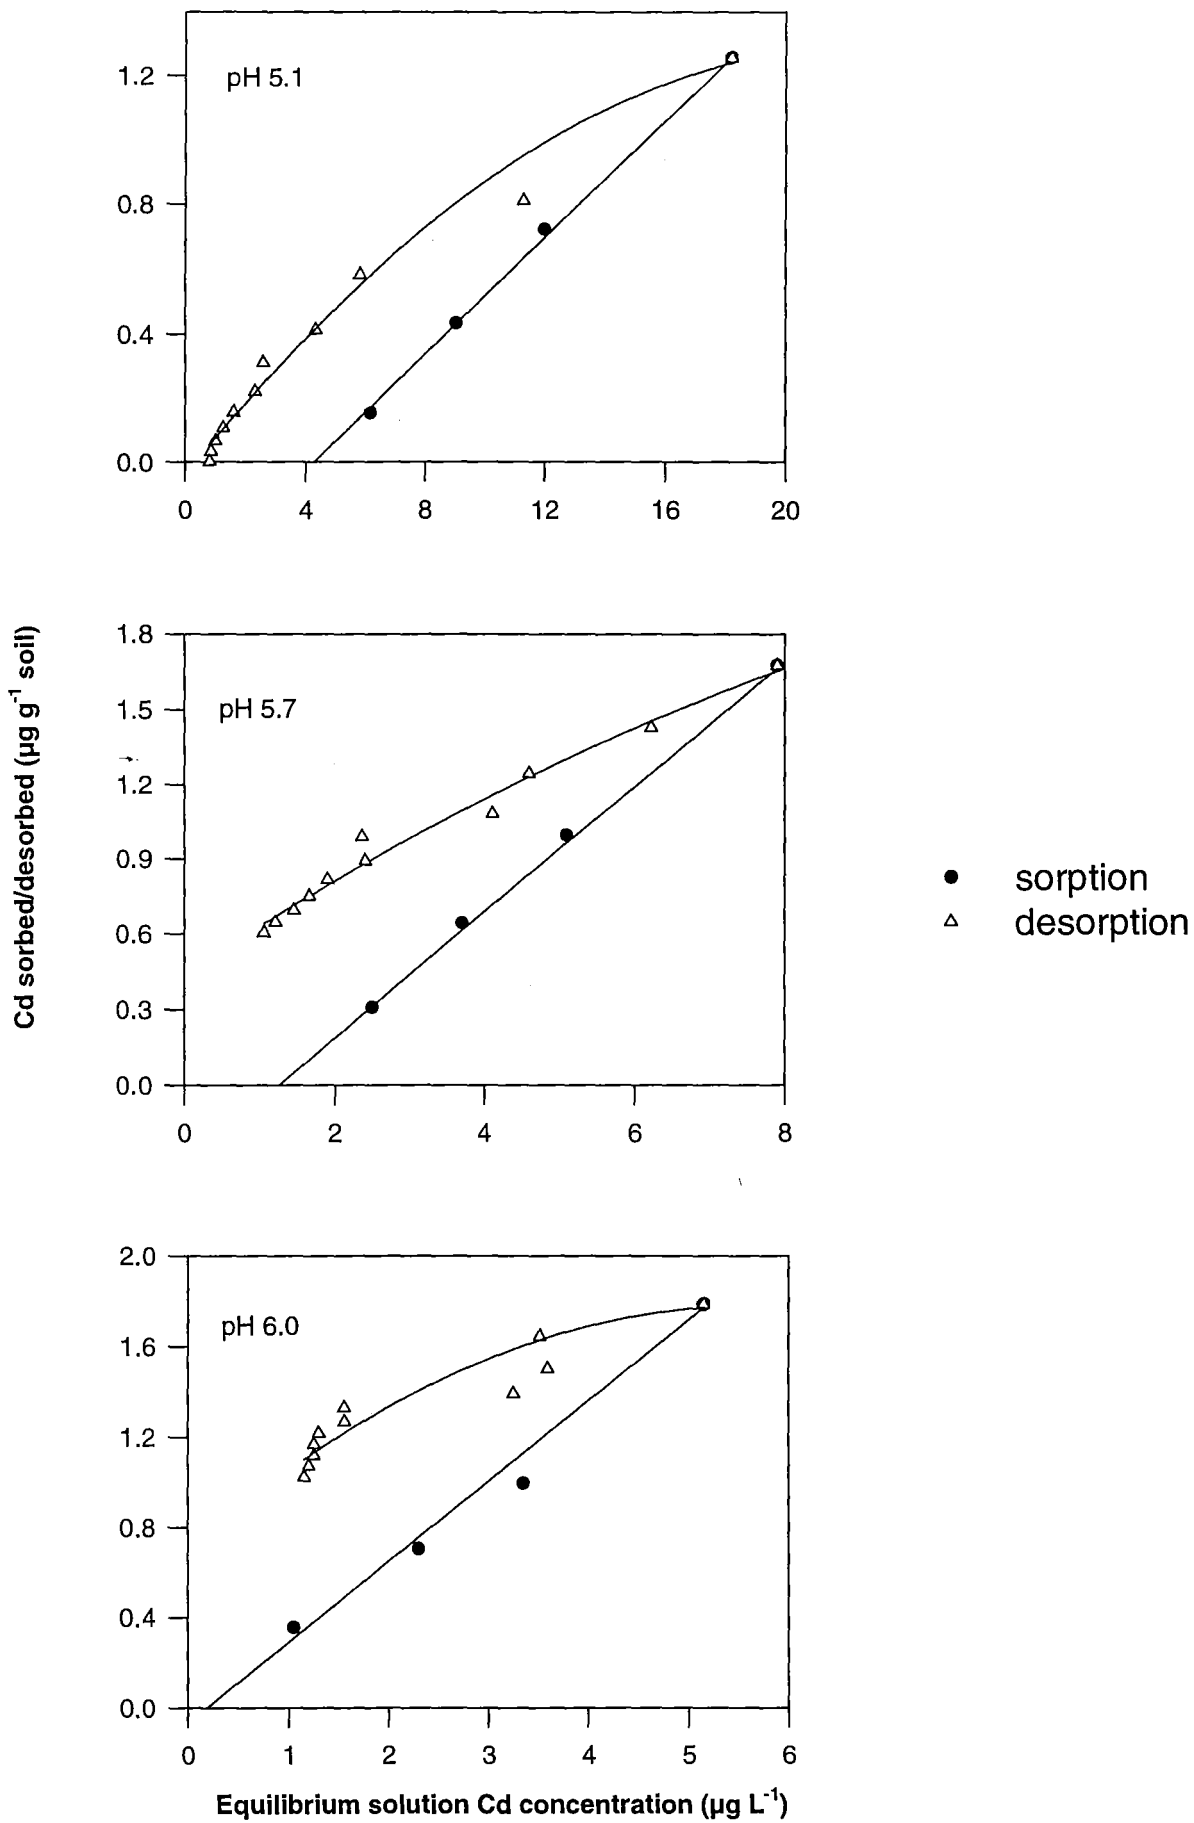 pH 5.1
1.2
0.8
0.4
0.0
0 4 8 12 16 20
Cd sorbed/desorbed (µg g⁻¹ soil)
pH 5.7
1.8
1.5
1.2
0.9
0.6
0.3
0.0
0 2 4 6 8
sorption
desorption
pH 6.0
2.0
1.6
1.2
0.8
0.4
0.0
0 1 2 3 4 5 6
Equilibrium solution Cd concentration (µg L⁻¹)